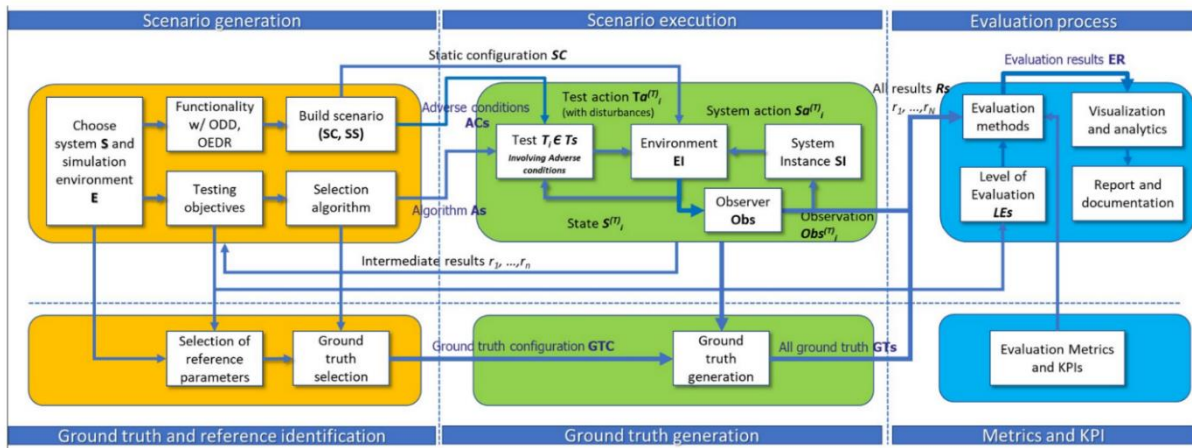 Scenario generation
Scenario execution
Evaluation process
Static configuration SC
Evaluation results ER
All results Rs
r₁, ...,r_N
Choose
system S and
simulation
environment
E
Functionality
w/ ODD,
OEDR
Build scenario
(SC, SS)
Adverse conditions
ACs
Testing
objectives
Selection
algorithm
Algorithm As
Test action Ta⁽ᵀ⁾ᵢ
(with disturbances)
System action Sa⁽ᵀ⁾ᵢ
Test Tᵢ ∈ Ts
Involving Adverse
conditions
Environment
EI
System
Instance SI
Observer
Obs
State S⁽ᵀ⁾ᵢ
Observation
Obs⁽ᵀ⁾ᵢ
Evaluation
methods
Visualization
and analytics
Level of
Evaluation
LEs
Report and
documentation
Intermediate results r₁, ...,rₙ
Selection of
reference
parameters
Ground
truth
selection
Ground truth configuration GTC
Ground
truth
generation
All ground truth GTs
Evaluation Metrics
and KPIs
Ground truth and reference identification
Ground truth generation
Metrics and KPI